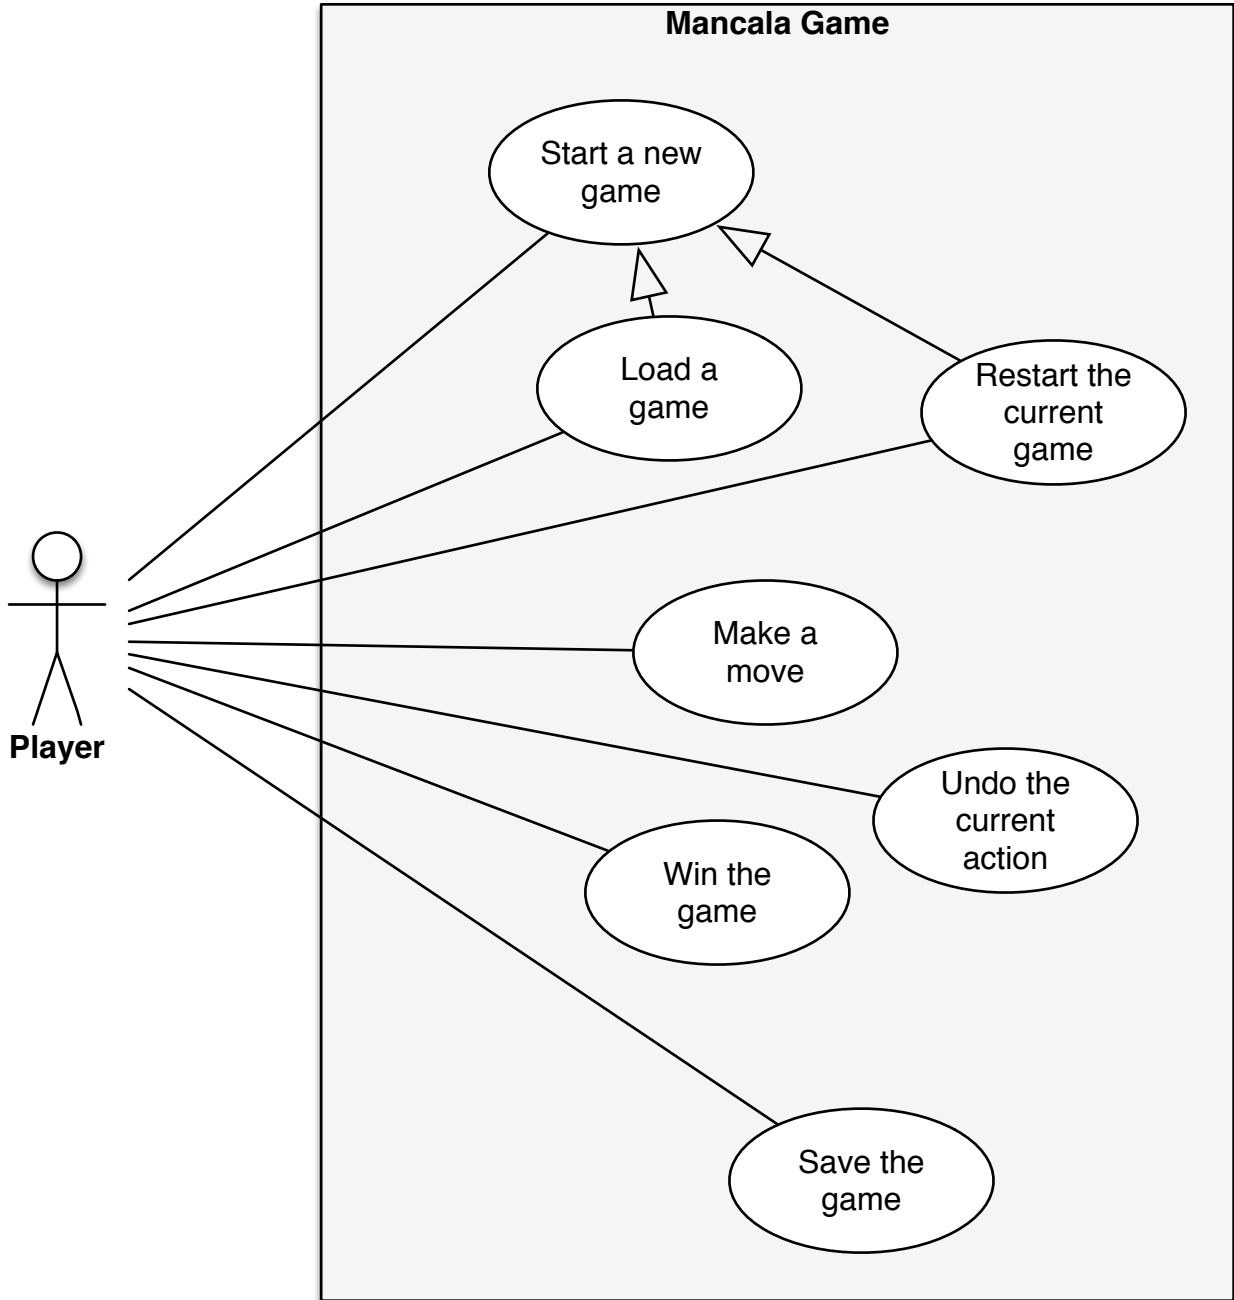 Mancala Game
Start a new
game
Load a
game
Restart the
current
game
Make a
move
Player
Undo the
current
action
Win the
game
Save the
game